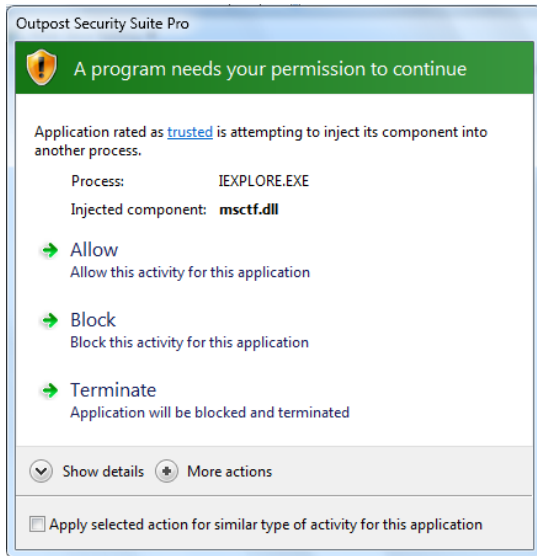 Outpost Security Suite Pro
A program needs your permission to continue
Application rated as trusted is attempting to inject its component into
another process.
Process: IEXPLORE.EXE
Injected component: msctf.dll
Allow
Allow this activity for this application
Block
Block this activity for this application
Terminate
Application will be blocked and terminated
Show details More actions
Apply selected action for similar type of activity for this application